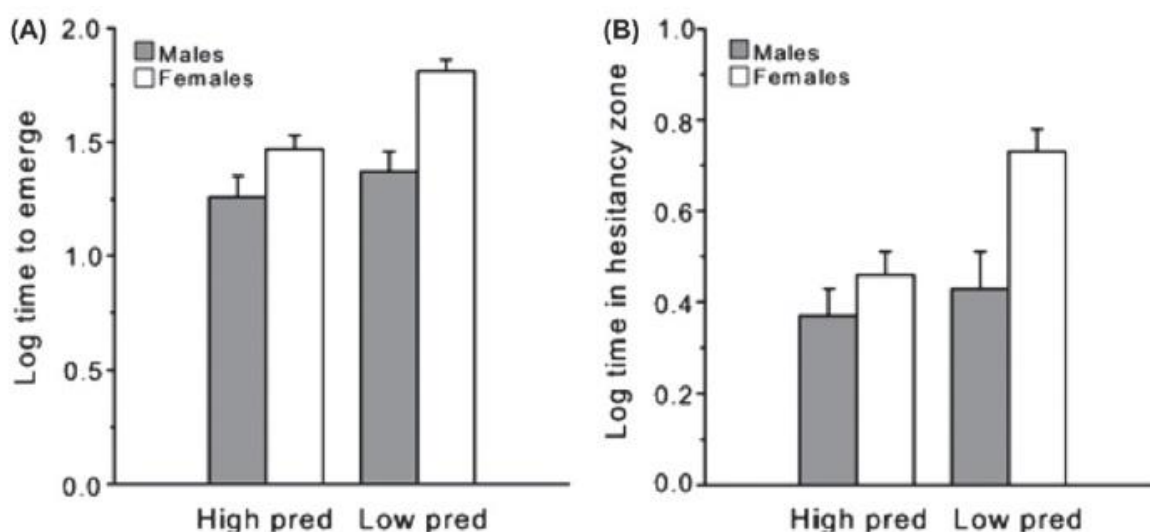 (A)
2.0
Males
Females
1.5
1.0
0.5
0.0
Log time to emerge
High pred Low pred
(B)
1.0
Males
Females
0.8
0.6
0.4
0.2
0.0
Log time in hesitancy zone
High pred Low pred